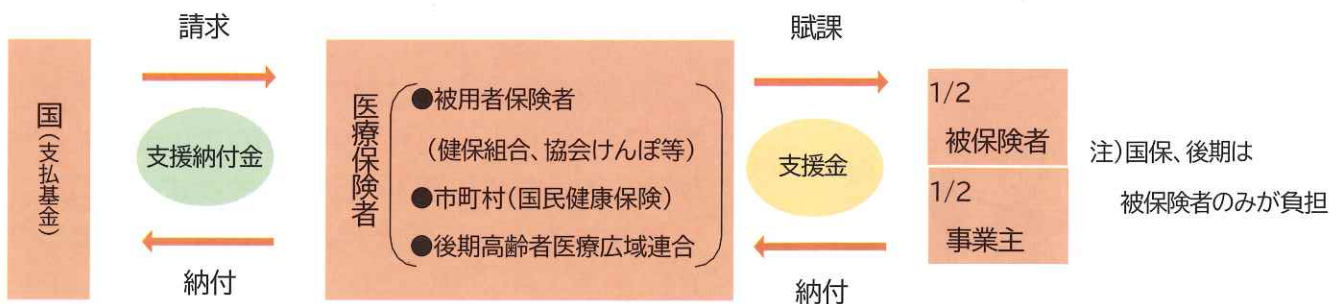 請求
国(支払基金)
支援納付金
納付
医療保険者
●被用者保険者
(健保組合、協会けんぽ等)
●市町村(国民健康保険)
●後期高齢者医療広域連合
賦課
支援金
納付
1/2
被保険者
1/2
事業主
注)国保、後期は
被保険者のみが負担